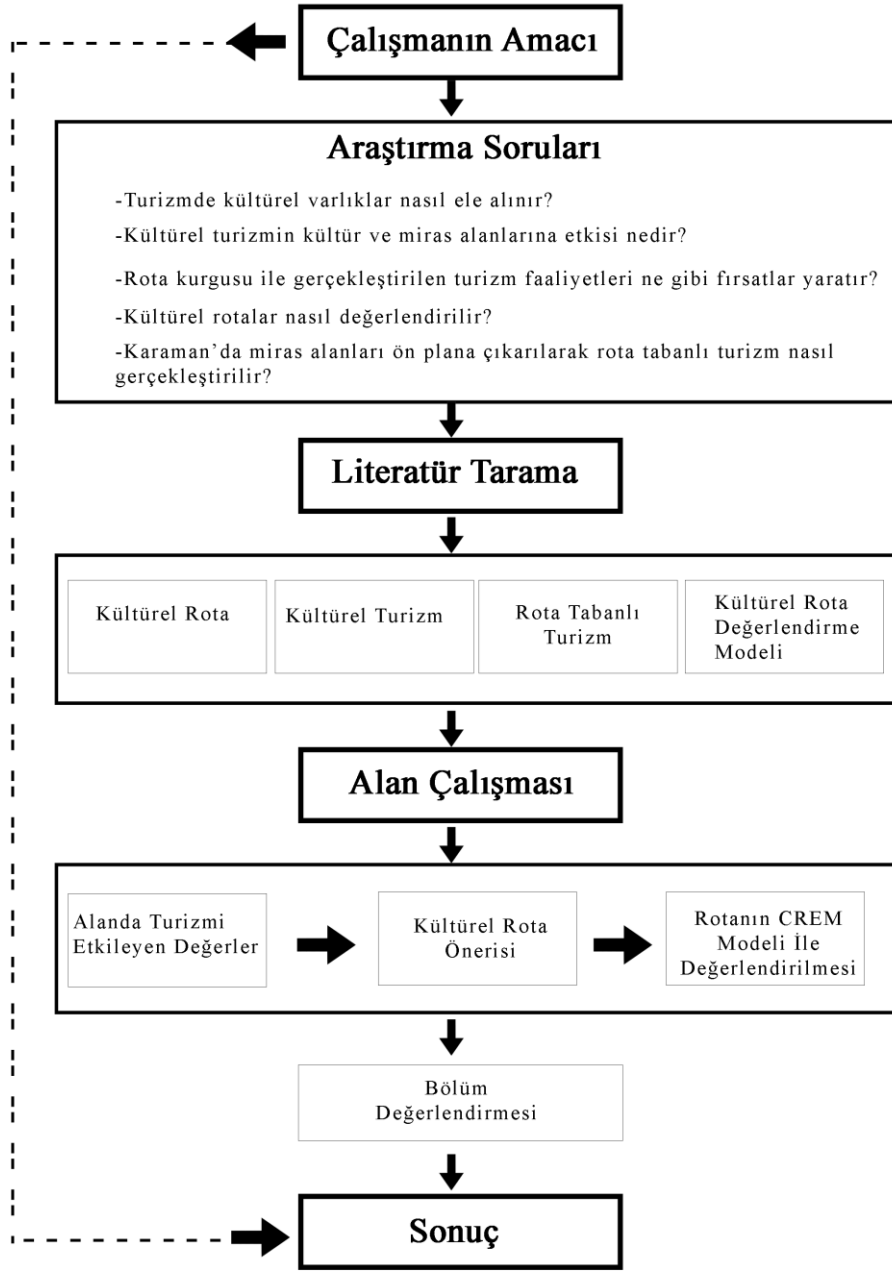 Çalışmanın Amacı
Araştırma Soruları
-Turizmde kültürel varlıklar nasıl ele alınır?
-Kültürel turizmin kültür ve miras alanlarına etkisi nedir?
-Rota kurgusu ile gerçekleştirilen turizm faaliyetleri ne gibi fırsatlar yaratır?
-Kültürel rotalar nasıl değerlendirilir?
-Karaman’da miras alanları ön plana çıkarılarak rota tabanlı turizm nasıl
gerçekleştirilir?
Literatür Tarama
Kültürel Rota
Kültürel Turizm
Rota Tabanlı
Turizm
Kültürel Rota
Değerlendirme
Modeli
Alan Çalışması
Alanda Turizmi
Etkileyen Değerler
Kültürel Rota
Önerisi
Rotanın CREM
Modeli İle
Değerlendirilmesi
Bölüm
Değerlendirmesi
Sonuç